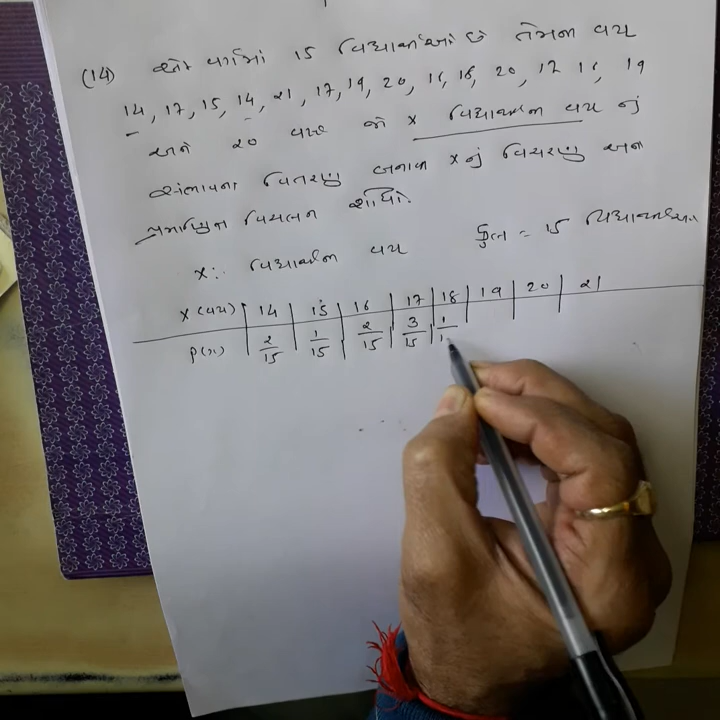 (14) એક વર્ગમાં 15 વિદ્યાર્થીઓ છે તેમના વય
14, 17, 15, 14, 21, 17, 19, 20, 16, 18, 20, 17 16, 19
અને 20 વર્ષ છે જો x વિદ્યાર્થીના વય નું
સંભાવના વિતરણ બનાવો x નું વિચરણ અને
પ્રમાણિત વિચલન શોધો.
x :- વિદ્યાર્થીના વય કુલ = 15 વિદ્યાર્થીઓ
x (વય) 14 15 16 17 18 19 20 21
P(x) 2/15 1/15 2/15 3/15 1/1